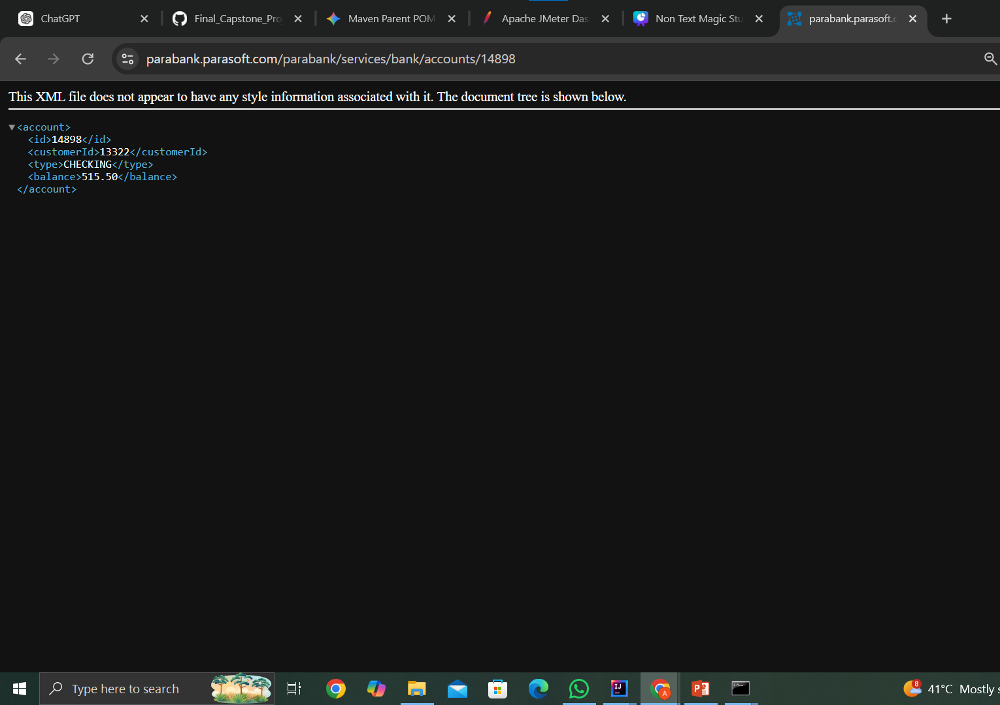 ChatGPT
Final_Capstone_Pro
Maven Parent POM
Apache JMeter Das
Non Text Magic Stu
parabank.parasoft.c
parabank.parasoft.com/parabank/services/bank/accounts/14898
This XML file does not appear to have any style information associated with it. The document tree is shown below.
<account>
<id>14898</id>
<customerId>13322</customerId>
<type>CHECKING</type>
<balance>515.50</balance>
</account>
Type here to search
8
41°C Mostly s